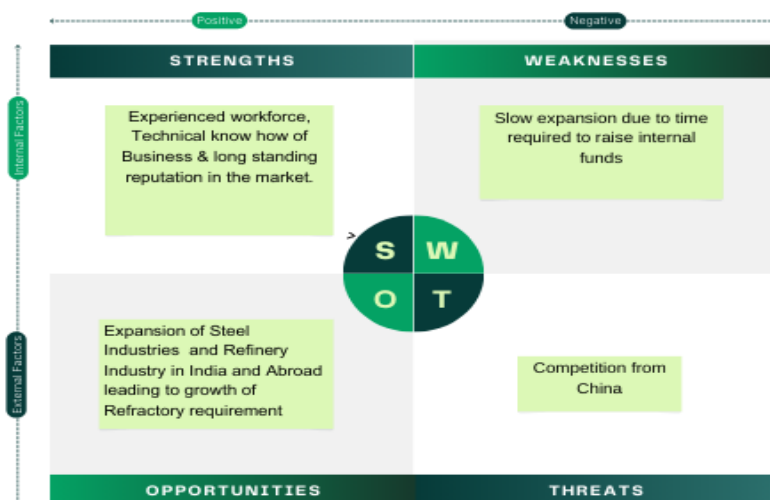 Positive
Negative
STRENGTHS
WEAKNESSES
Internal Factors
Experienced workforce,
Technical know how of
Business & long standing
reputation in the market.
Slow expansion due to time
required to raise internal
funds
>
S
W
O
T
External Factors
Expansion of Steel
Industries and Refinery
Industry in India and Abroad
leading to growth of
Refractory requirement
Competition from
China
OPPORTUNITIES
THREATS